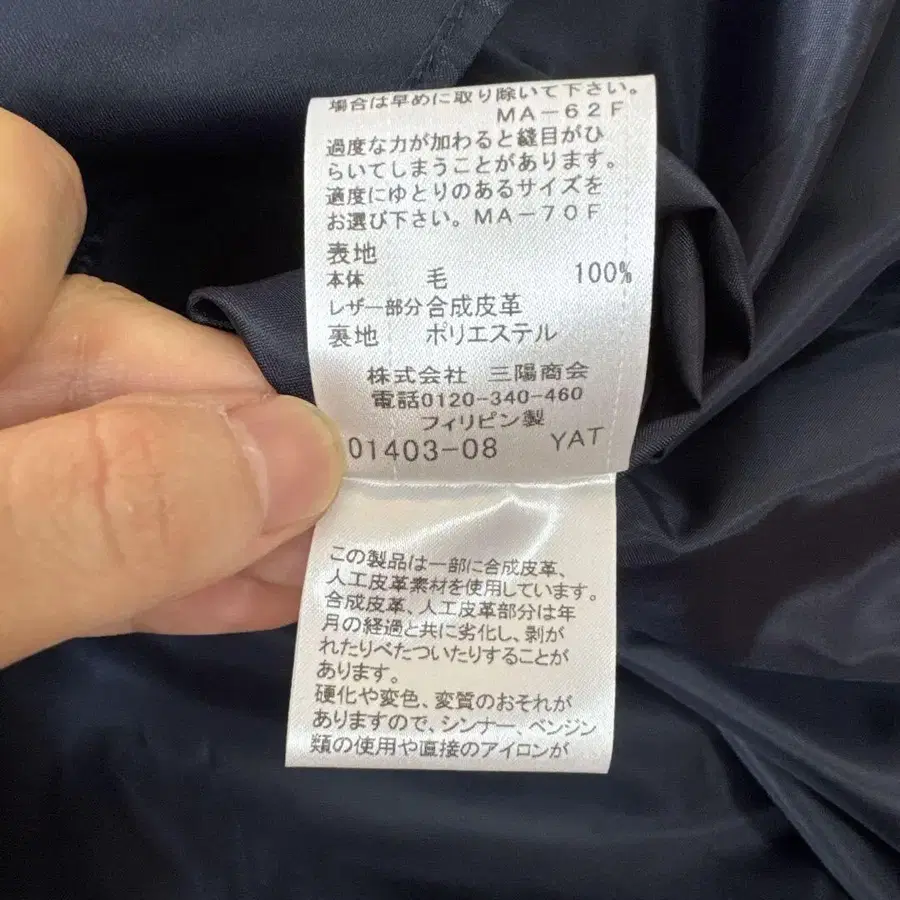 場合は早めに取り除いて下さい。
MA-62F
過度な力が加わると縫目がひ
らいてしまうことがあります。
適度にゆとりのあるサイズを
お選び下さい。MA-70F
表地
本体 毛 100%
レザー部分 合成皮革
裏地 ポリエステル
株式会社 三陽商会
電話0120-340-460
フィリピン製
01403-08 YAT
この製品は一部に合成皮革、
人工皮革素材を使用しています。
合成皮革、人工皮革部分は年
月の経過と共に劣化し、剥が
れたりべたついたりすることが
あります。
硬化や変色、変質のおそれが
ありますので、シンナー、ベンジン
類の使用や直接のアイロンが